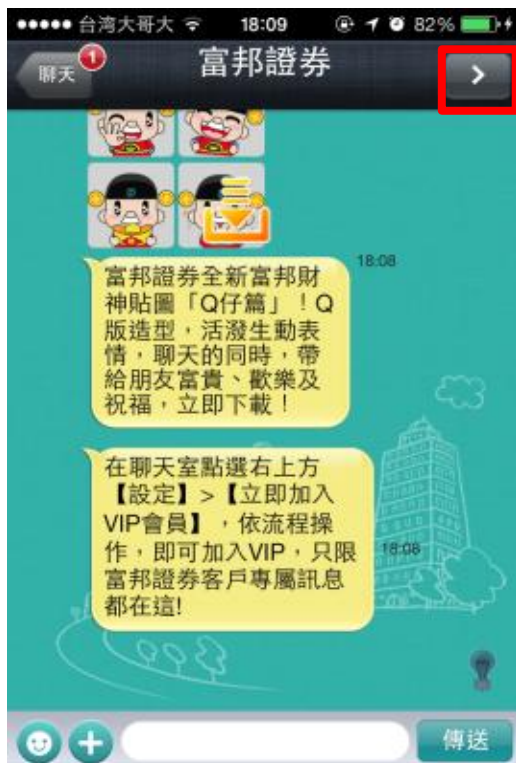 台湾大哥大 18:09 82%
聊天 1 富邦證券 >
18:08
富邦證券全新富邦財
神貼圖「Q仔篇」!Q
版造型,活潑生動表
情,聊天的同時,帶
給朋友富貴、歡樂及
祝福,立即下載!
在聊天室點選右上方
【設定】>【立即加入
VIP會員】,依流程操
作,即可加入VIP,只限
富邦證券客戶專屬訊息
都在這!
18:08
傳送